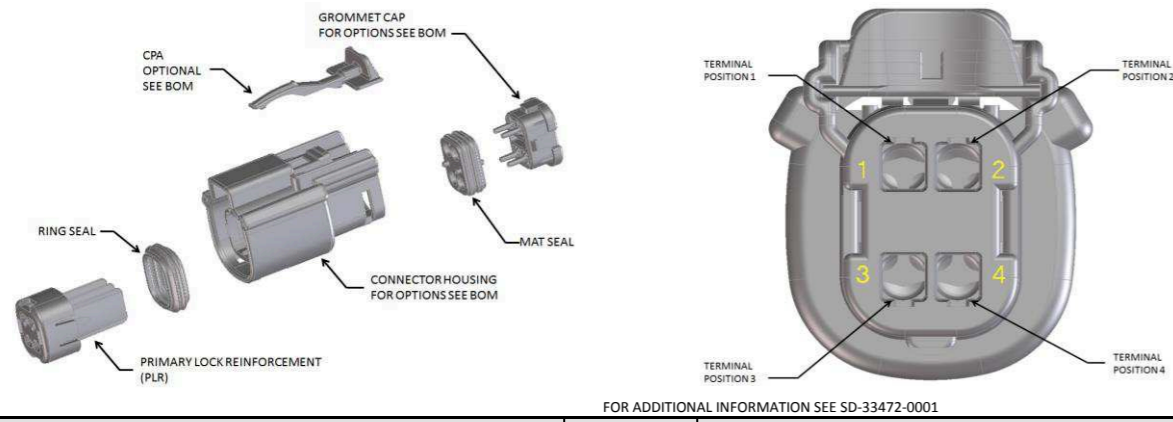 GROMMET CAP
FOR OPTIONS SEE BOM
CPA
OPTIONAL
SEE BOM
RING SEAL
MAT SEAL
CONNECTOR HOUSING
FOR OPTIONS SEE BOM
PRIMARY LOCK REINFORCEMENT
(PLR)
TERMINAL
POSITION 1
TERMINAL
POSITION 2
1
2
3
4
TERMINAL
POSITION 3
TERMINAL
POSITION 4
FOR ADDITIONAL INFORMATION SEE SD-33472-0001